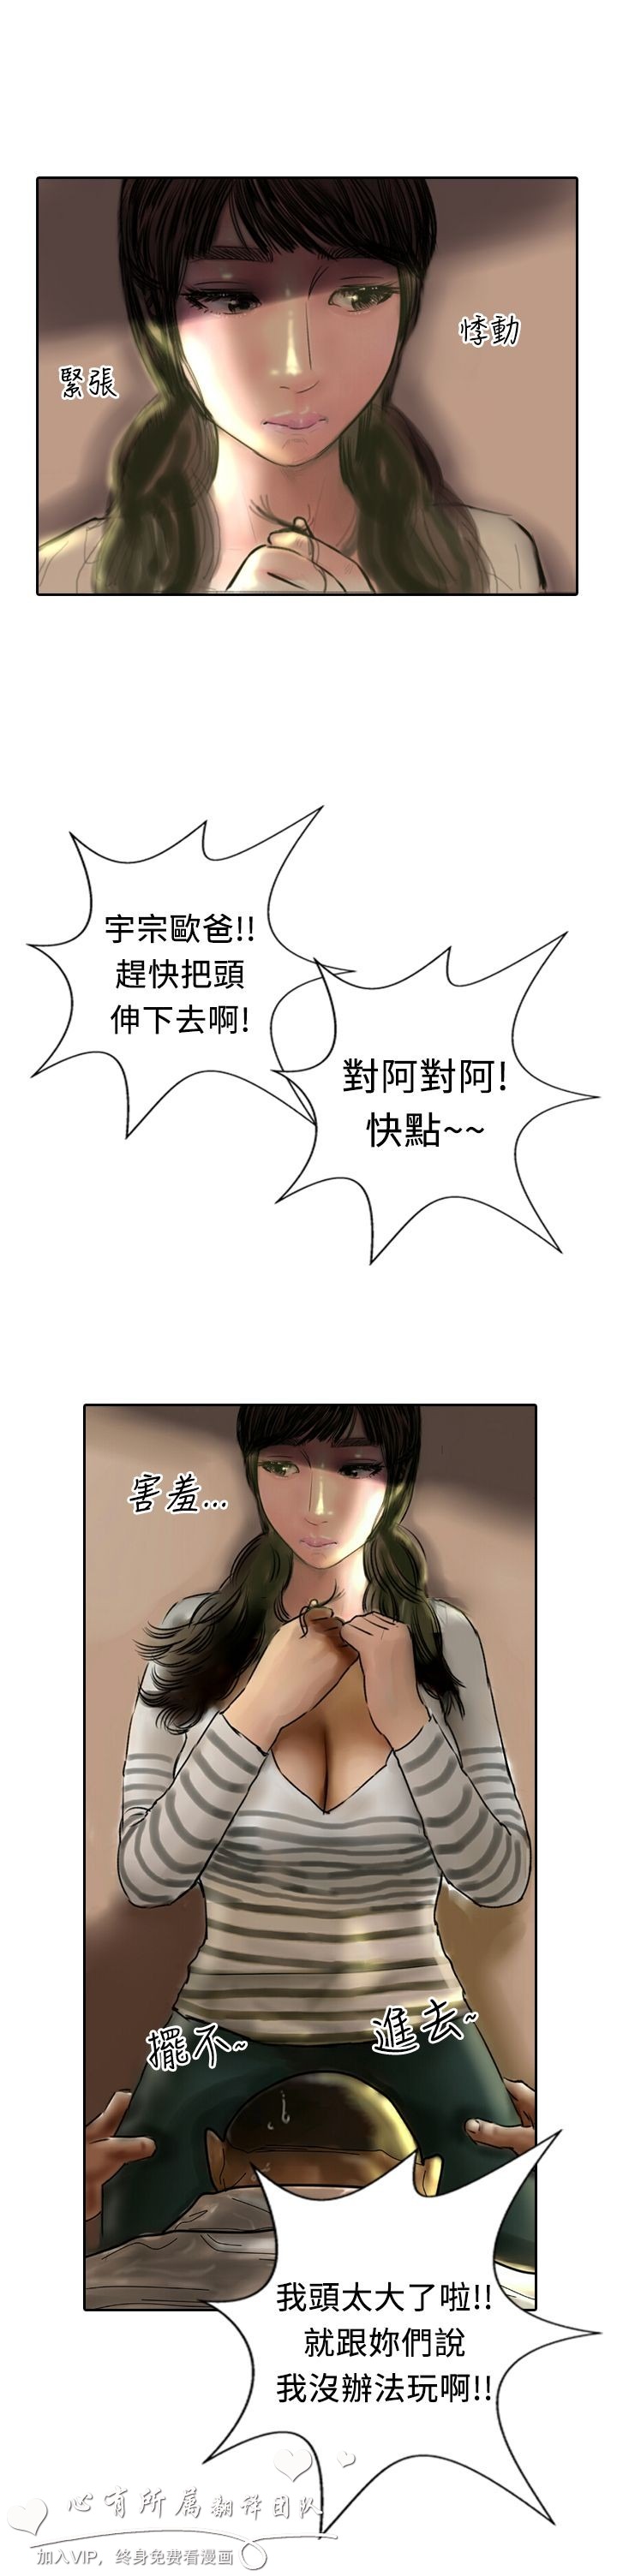 悸動
緊張
宇宗歐爸!!
趕快把頭
伸下去啊!
對阿對阿!
快點~~
害羞...
擺不~
進去~
我頭太大了啦!!
就跟妳們說
我沒辦法玩啊!!
心有所属翻译团队
加入VIP，终身免费看漫画